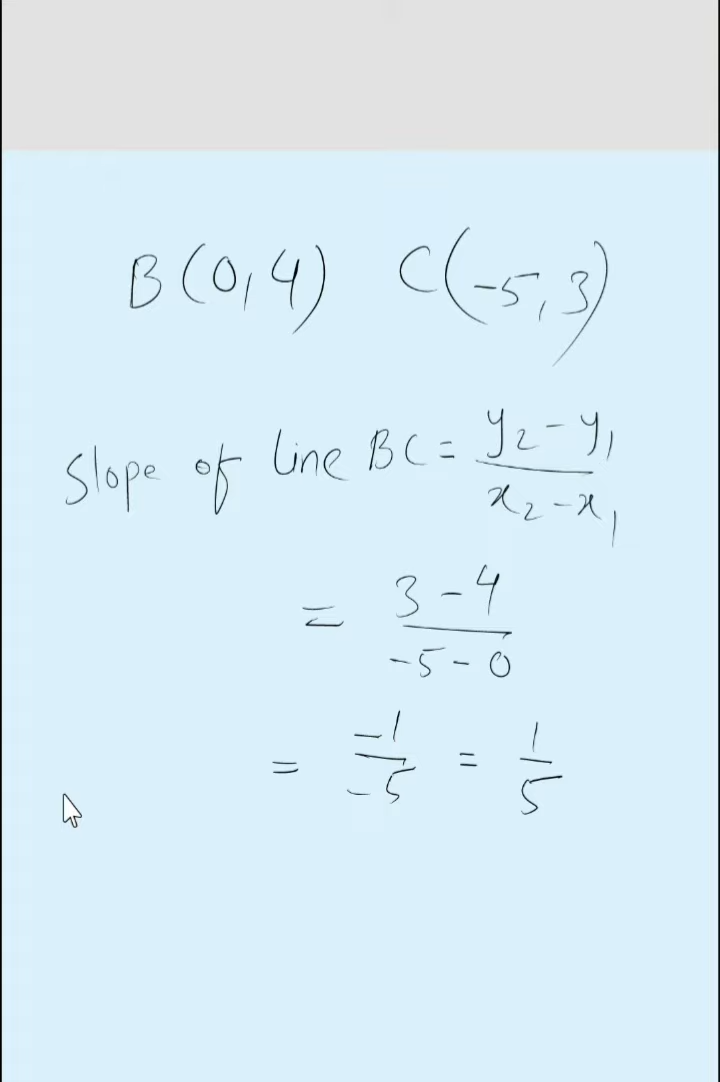 B(0,4) C(-5,3)
Slope of line BC = y2-y1 / x2-x1
= 3-4 / -5-0
= -1/-5 = 1/5